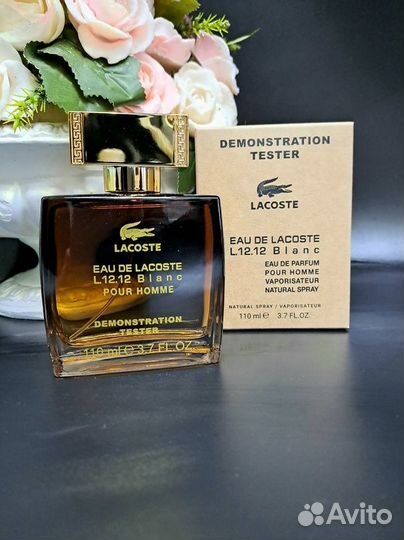 LACOSTE
EAU DE LACOSTE
L.12.12 Blanc
POUR HOMME
DEMONSTRATION
TESTER
110 ml e 3.7 FL.OZ.
DEMONSTRATION
TESTER
LACOSTE
EAU DE LACOSTE
L.12.12 Blanc
EAU DE PARFUM
POUR HOMME
VAPORISATEUR
NATURAL SPRAY
NATURAL SPRAY / VAPORISATEUR
110 ml e 3.7 FL.OZ.
Avito